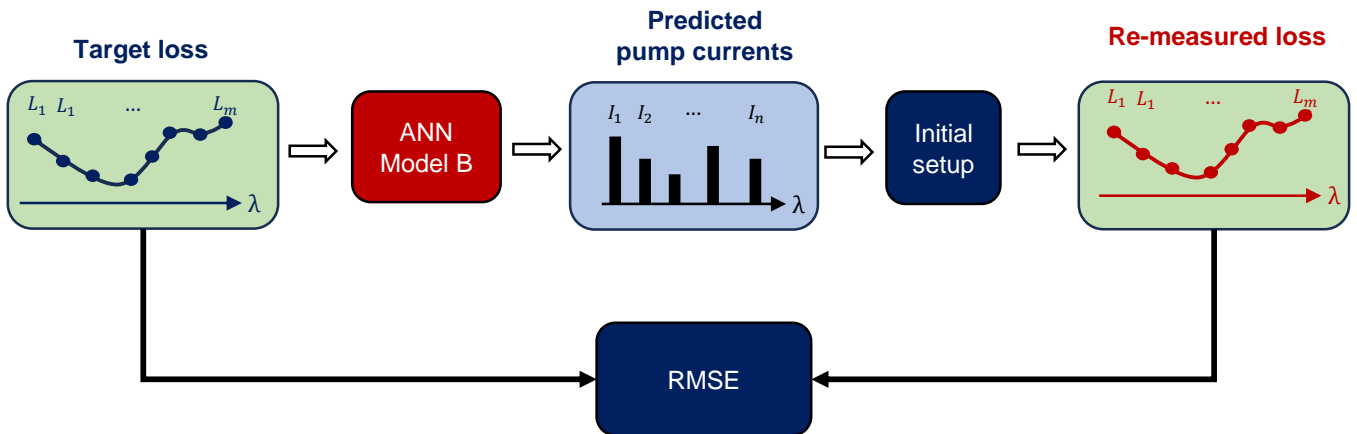 Target loss
Predicted
pump currents
Re-measured loss
L₁ L₁ ... Lₘ
λ
ANN
Model B
I₁ I₂ ... Iₙ
λ
Initial
setup
L₁ L₁ ... Lₘ
λ
RMSE